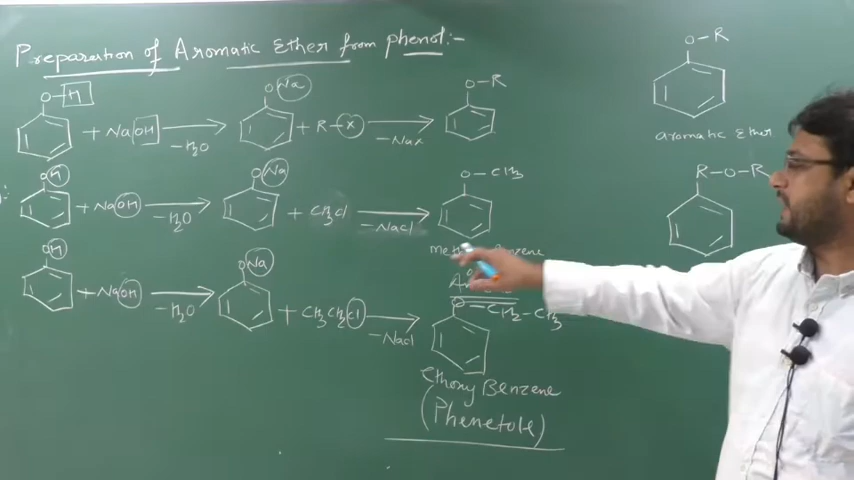 Preparation of Aromatic Ether from phenol:-
O-H + NaOH → -H2O ONa + R-X → -NaX O-R
OH + NaOH → -H2O ONa + CH3Cl → -NaCl O-CH3
Benzene
OH + NaOH → -H2O ONa + CH3CH2Cl → -NaCl O-CH2-CH3
Ethoxy Benzene
(Phenetole)
O-R
aromatic Ether
R-O-R